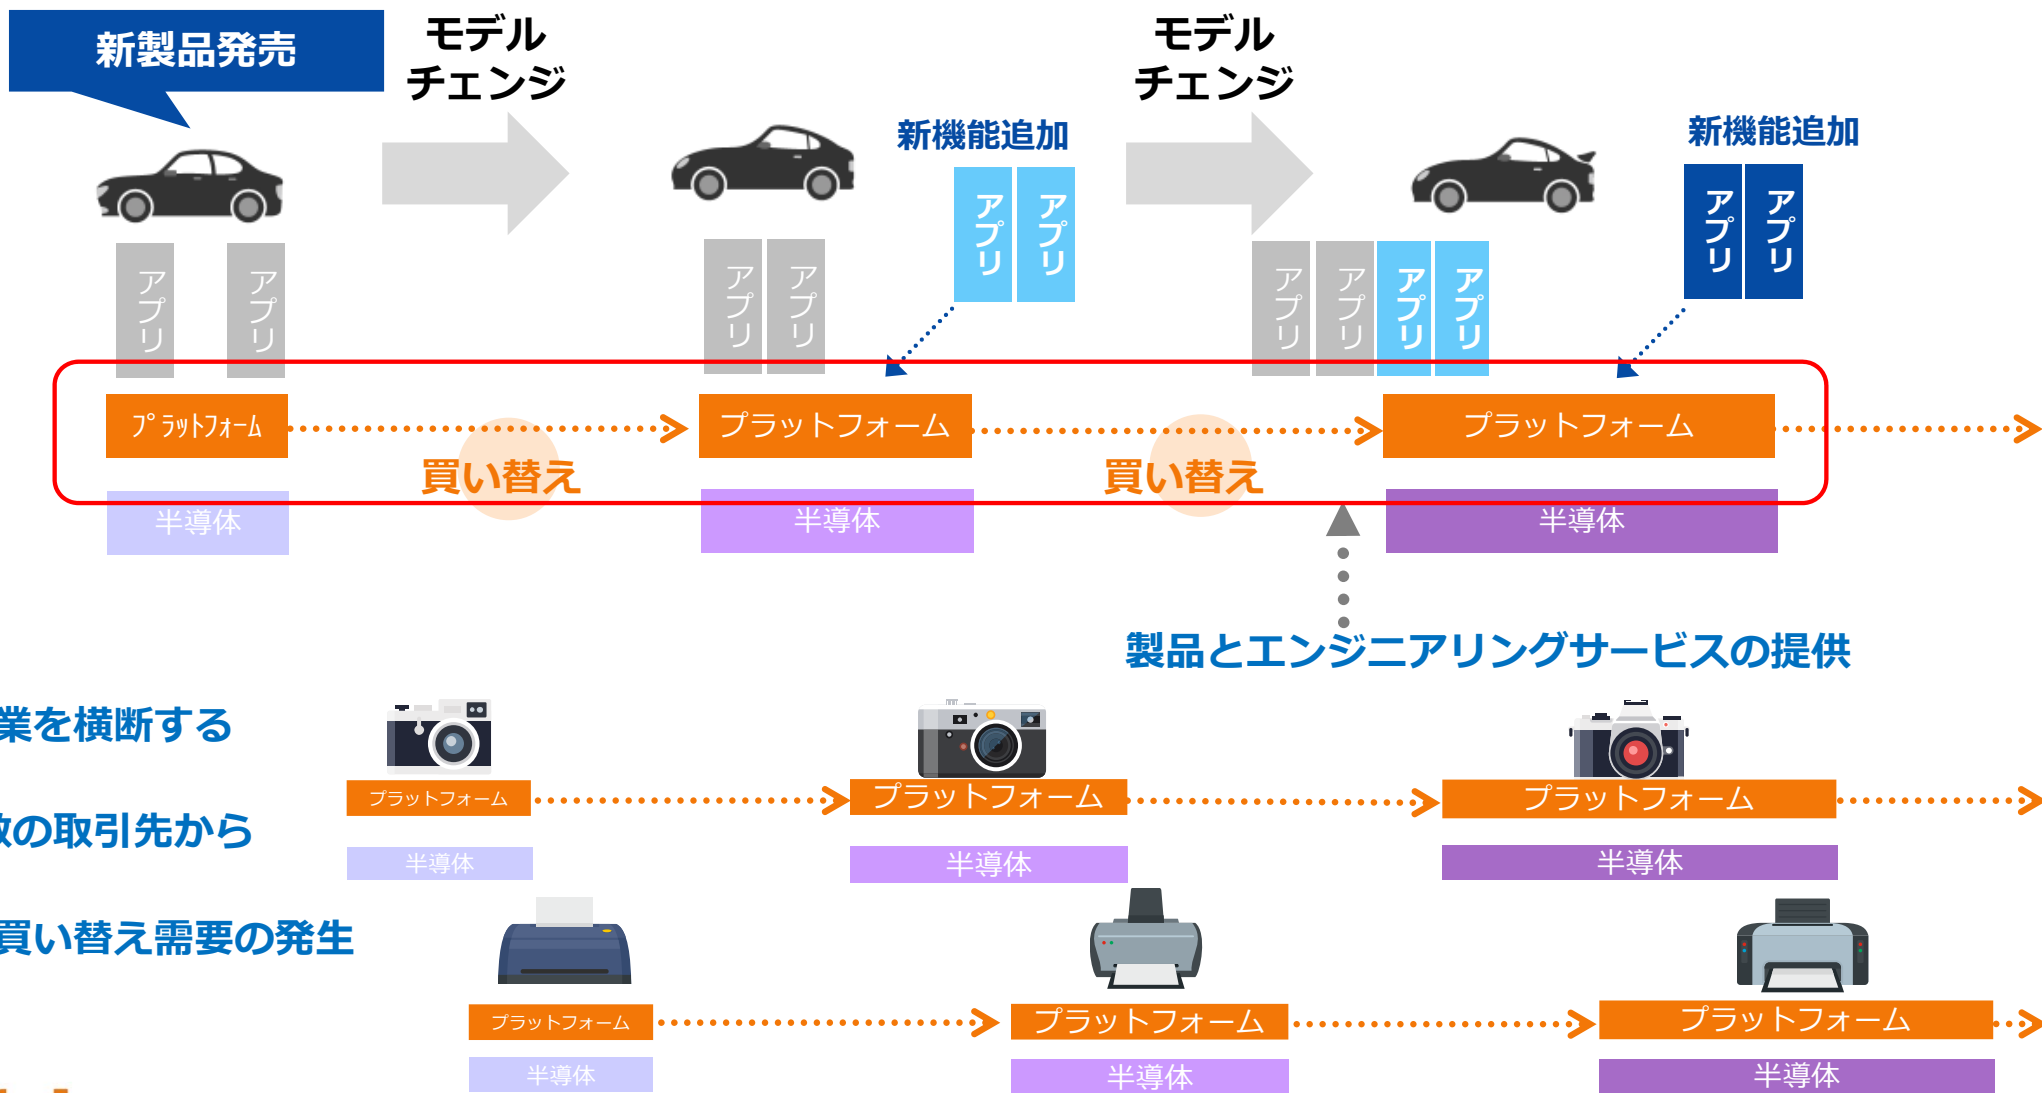 新製品発売
モデル
チェンジ
モデル
チェンジ
新機能追加
新機能追加
アプリ
アプリ
アプリ
アプリ
アプリ
アプリ
アプリ
アプリ
アプリ
アプリ
アプリ
アプリ
ﾌﾟﾗｯﾄﾌｫｰﾑ
プラットフォーム
プラットフォーム
買い替え
買い替え
半導体
半導体
半導体
製品とエンジニアリングサービスの提供
業を横断する
数の取引先から
買い替え需要の発生
プラットフォーム
プラットフォーム
プラットフォーム
半導体
半導体
半導体
プラットフォーム
プラットフォーム
プラットフォーム
半導体
半導体
半導体